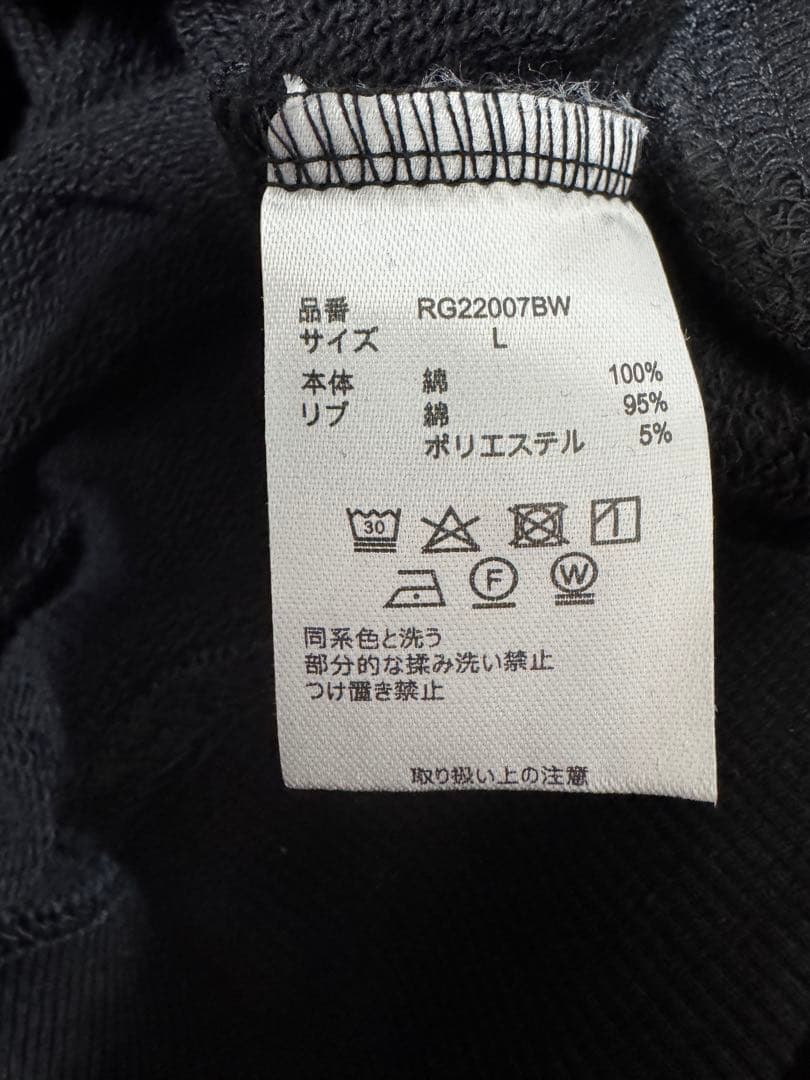 品番 RG22007BW
サイズ L
本体 綿 100%
リブ 綿 95%
ポリエステル 5%
30
F W
同系色と洗う
部分的な揉み洗い禁止
つけ置き禁止
取り扱い上の注意